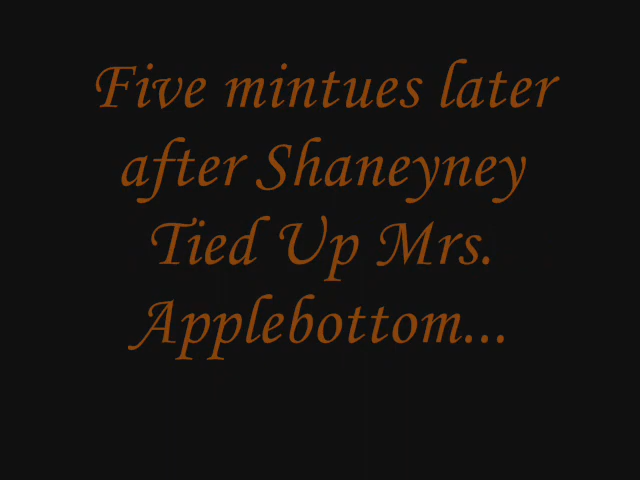 Five mintues later
after Shaneyney
Tied Up Mrs.
Applebottom...